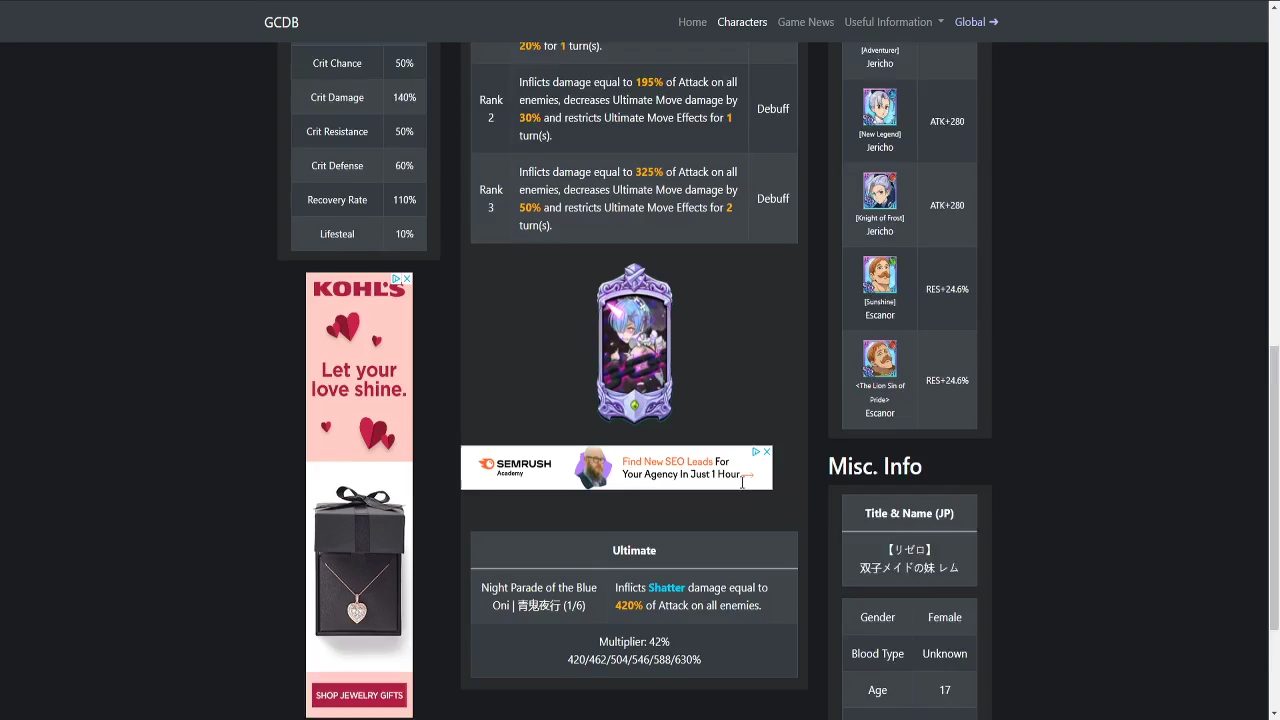 GCDB
Home
Characters
Game News
Useful Information
Global ➔
Crit Chance 50%
Crit Damage 140%
Crit Resistance 50%
Crit Defense 60%
Recovery Rate 110%
Lifesteal 10%
KOHL'S
Let your
love shine.
SHOP JEWELRY GIFTS
20% for 1 turn(s).
Rank
2
Inflicts damage equal to 195% of Attack on all
enemies, decreases Ultimate Move damage by
30% and restricts Ultimate Move Effects for 1
turn(s).
Debuff
Rank
3
Inflicts damage equal to 325% of Attack on all
enemies, decreases Ultimate Move damage by
50% and restricts Ultimate Move Effects for 2
turn(s).
Debuff
SEMRUSH
Academy
Find New SEO Leads For
Your Agency In Just 1 Hour.
Ultimate
Night Parade of the Blue
Oni | 青鬼夜行 (1/6)
Inflicts Shatter damage equal to
420% of Attack on all enemies.
Multiplier: 42%
420/462/504/546/588/630%
[Adventurer]
Jericho
[New Legend]
Jericho
ATK+280
[Knight of Frost]
Jericho
ATK+280
[Sunshine]
Escanor
RES+24.6%
<The Lion Sin of
Pride>
Escanor
RES+24.6%
Misc. Info
Title & Name (JP)
【リゼロ】
双子メイドの妹 レム
Gender Female
Blood Type Unknown
Age 17